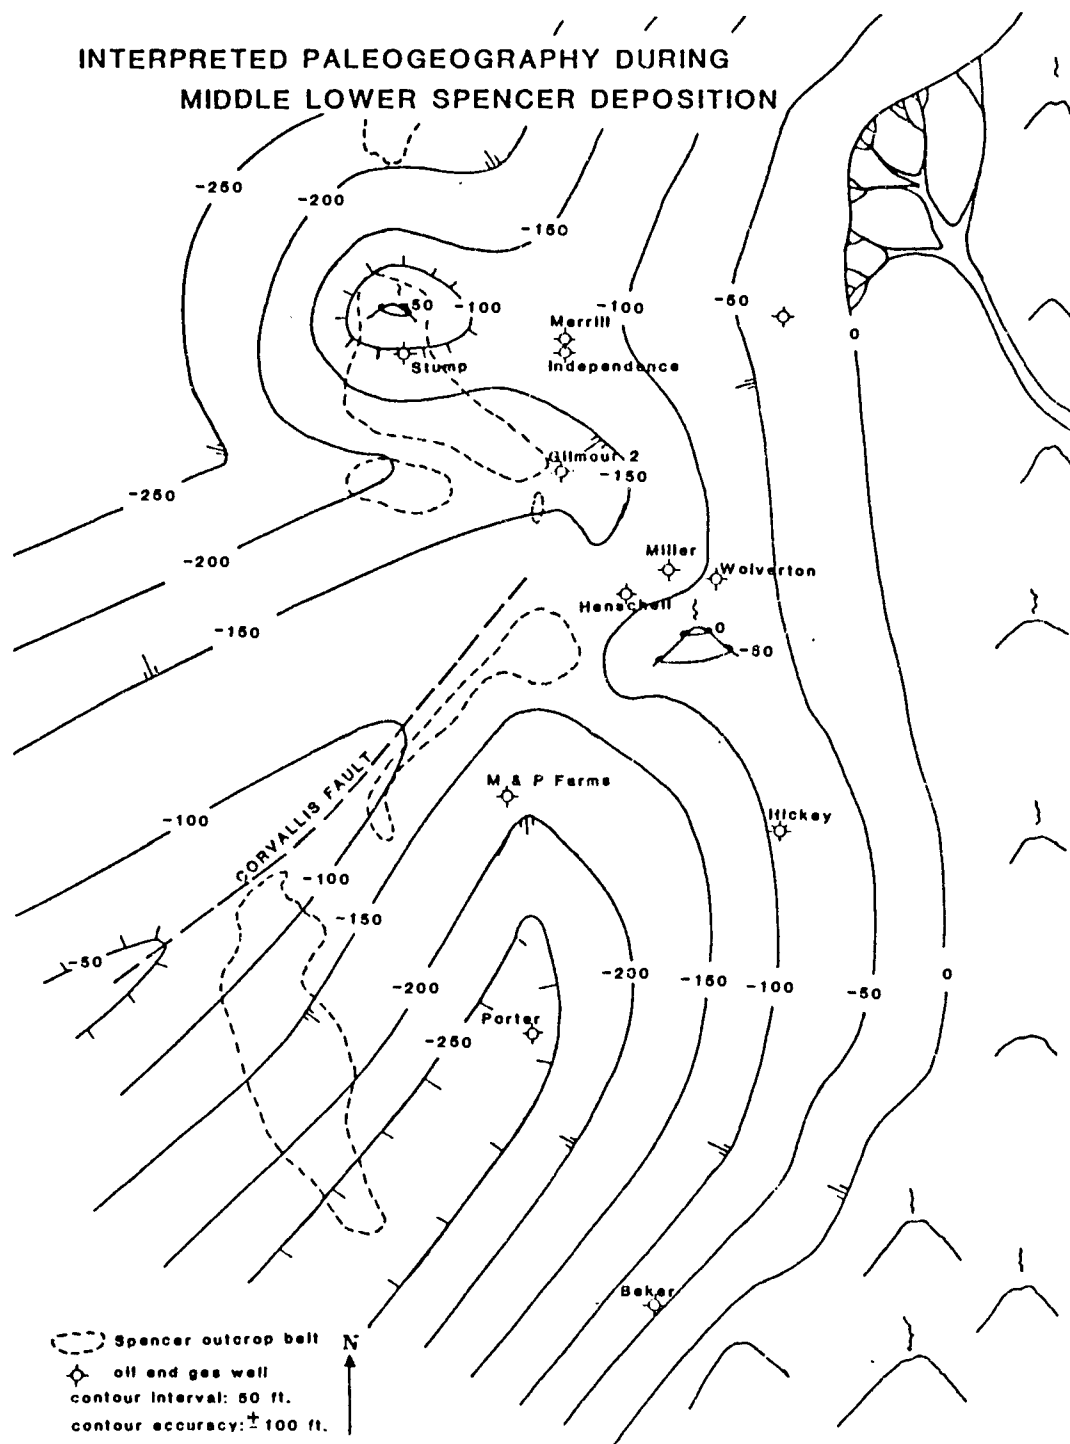 INTERPRETED PALEOGEOGRAPHY DURING
MIDDLE LOWER SPENCER DEPOSITION
-250
-200
-150
-50
-100
-100
-50
Merrill
0
Stump
Independence
Gilmour 2
-150
-250
-200
Miller
Wolverton
Henschell
-150
0
-50
M & P Farms
CORVALLIS FAULT
-100
Hickey
-100
-150
-50
-200
-200
-150
-100
-50
0
Porter
-250
Baker
Spencer outcrop belt
N
oil and gas well
contour interval: 50 ft.
contour accuracy: ± 100 ft.